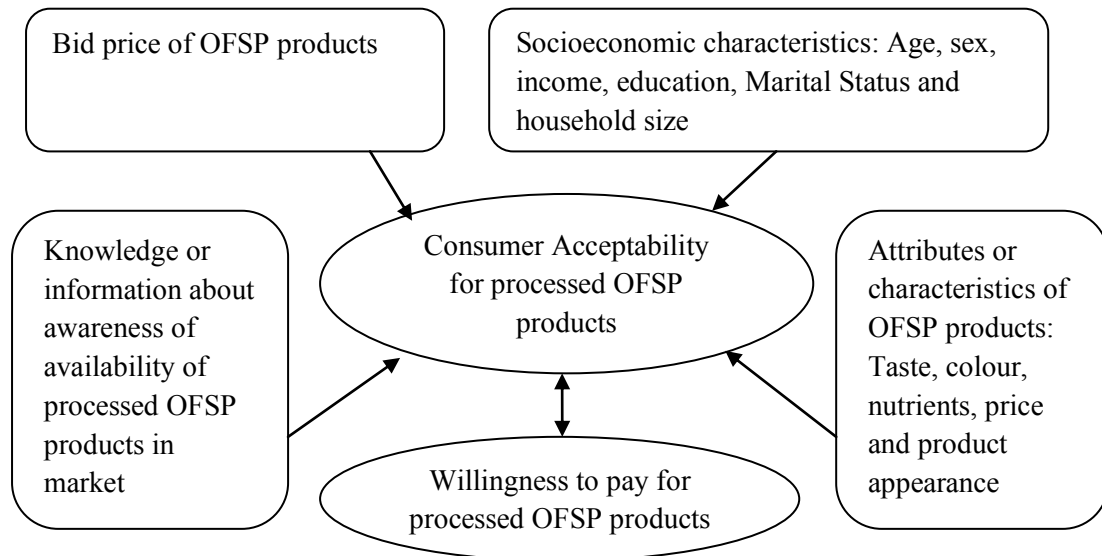 Bid price of OFSP products
Socioeconomic characteristics: Age, sex,
income, education, Marital Status and
household size
Knowledge or
information about
awareness of
availability of
processed OFSP
products in
market
Consumer Acceptability
for processed OFSP
products
Attributes or
characteristics of
OFSP products:
Taste, colour,
nutrients, price
and product
appearance
Willingness to pay for
processed OFSP products